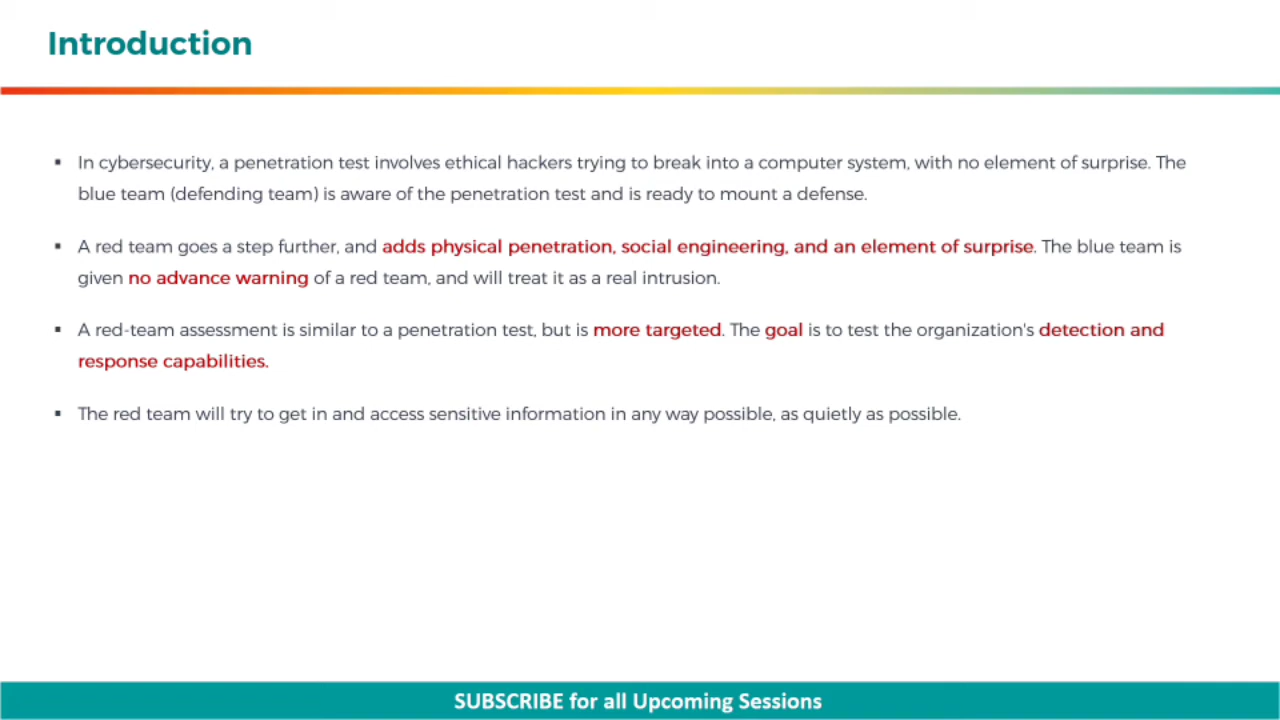 Introduction
▪ In cybersecurity, a penetration test involves ethical hackers trying to break into a computer system, with no element of surprise. The
blue team (defending team) is aware of the penetration test and is ready to mount a defense.
▪ A red team goes a step further, and adds physical penetration, social engineering, and an element of surprise. The blue team is
given no advance warning of a red team, and will treat it as a real intrusion.
▪ A red-team assessment is similar to a penetration test, but is more targeted. The goal is to test the organization's detection and
response capabilities.
▪ The red team will try to get in and access sensitive information in any way possible, as quietly as possible.
SUBSCRIBE for all Upcoming Sessions